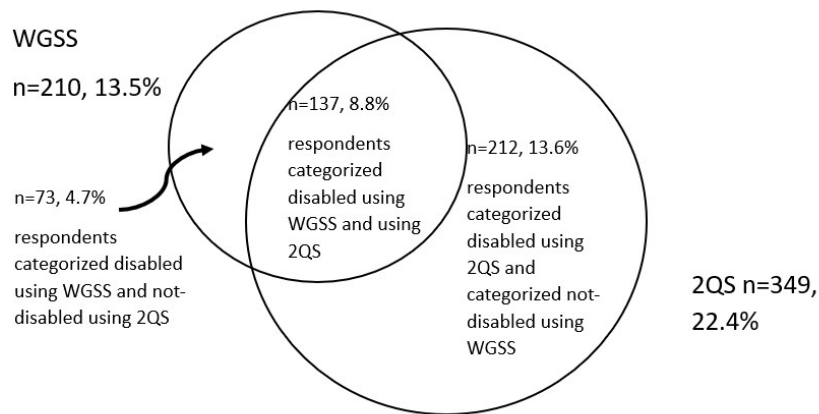 WGSS
n=210, 13.5%
n=73, 4.7%
respondents
categorized disabled
using WGSS and not-
disabled using 2QS
n=137, 8.8%
respondents
categorized
disabled using
WGSS and using
2QS
n=212, 13.6%
respondents
categorized
disabled using
2QS and
categorized not-
disabled using
WGSS
2QS n=349,
22.4%